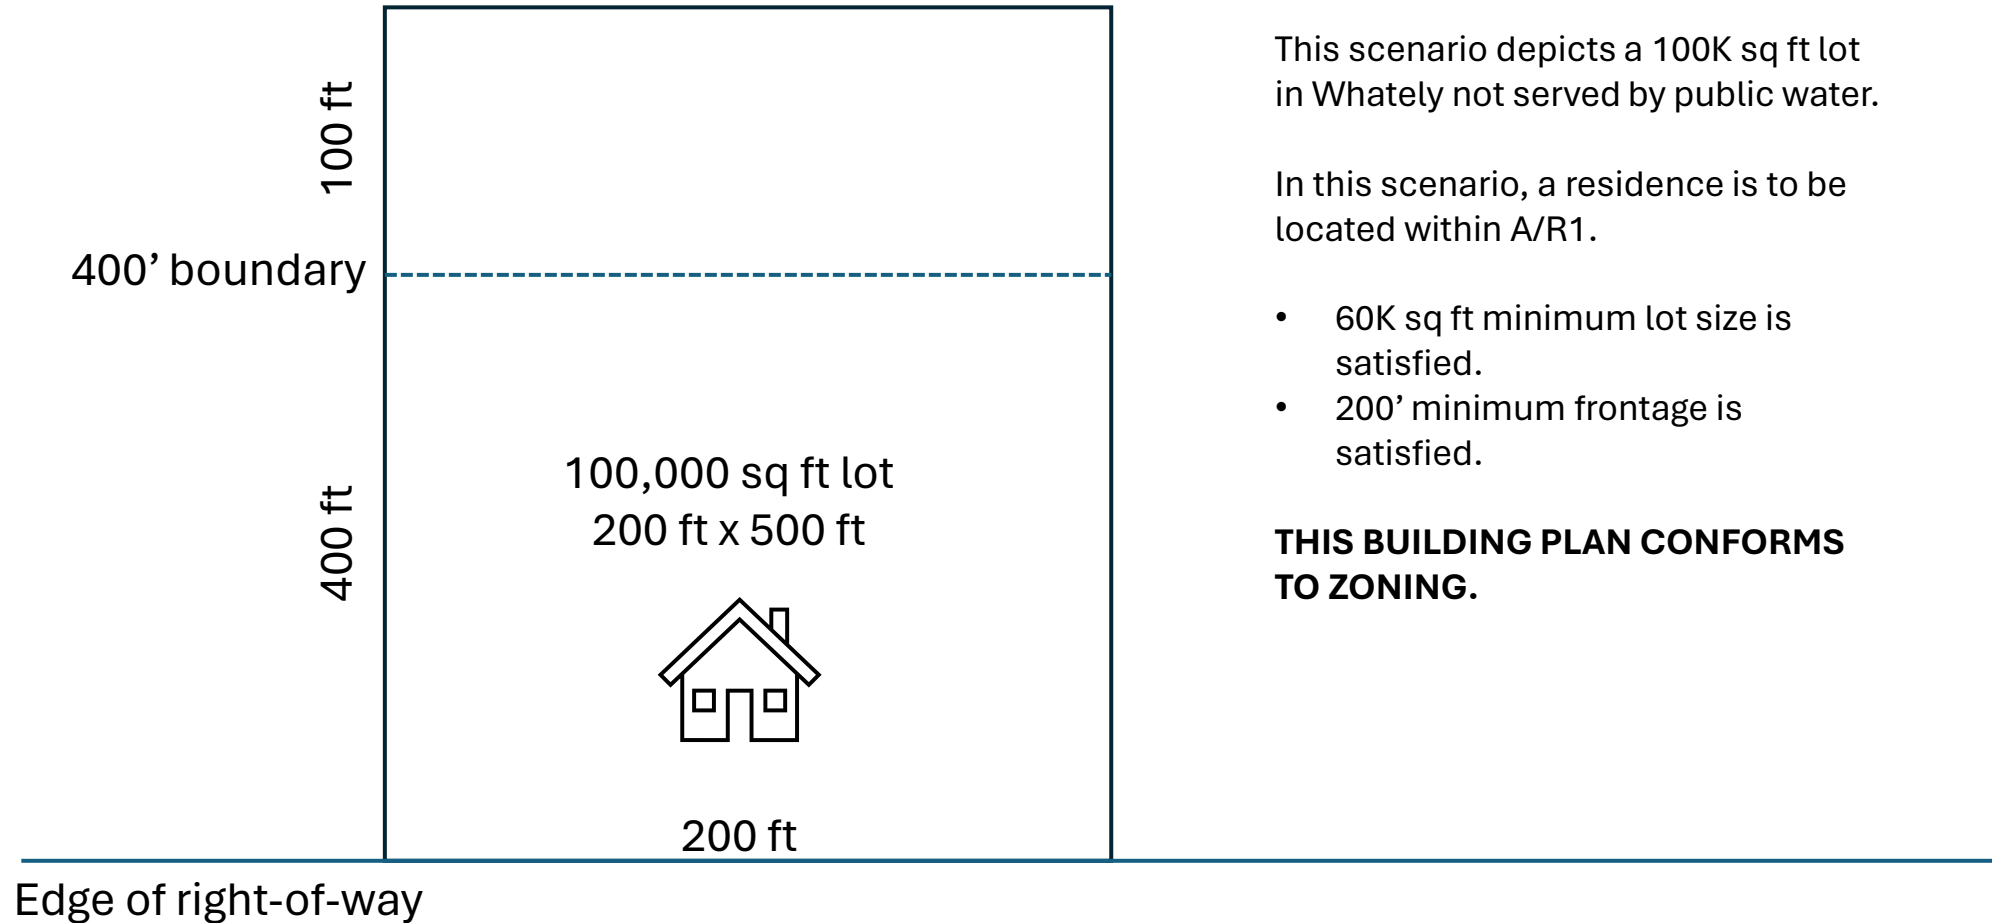 100 ft
400’ boundary
400 ft
100,000 sq ft lot
200 ft x 500 ft
200 ft
Edge of right-of-way
This scenario depicts a 100K sq ft lot
in Whately not served by public water.
In this scenario, a residence is to be
located within A/R1.
• 60K sq ft minimum lot size is
satisfied.
• 200’ minimum frontage is
satisfied.
THIS BUILDING PLAN CONFORMS
TO ZONING.